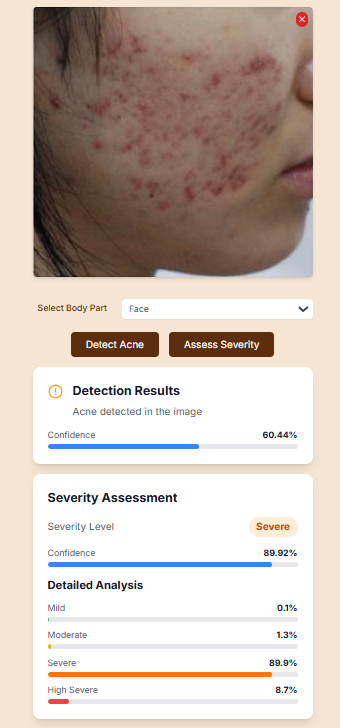 Select Body Part Face
Detect Acne Assess Severity
Detection Results
Acne detected in the image
Confidence 60.44%
Severity Assessment
Severity Level Severe
Confidence 89.92%
Detailed Analysis
Mild 0.1%
Moderate 1.3%
Severe 89.9%
High Severe 8.7%